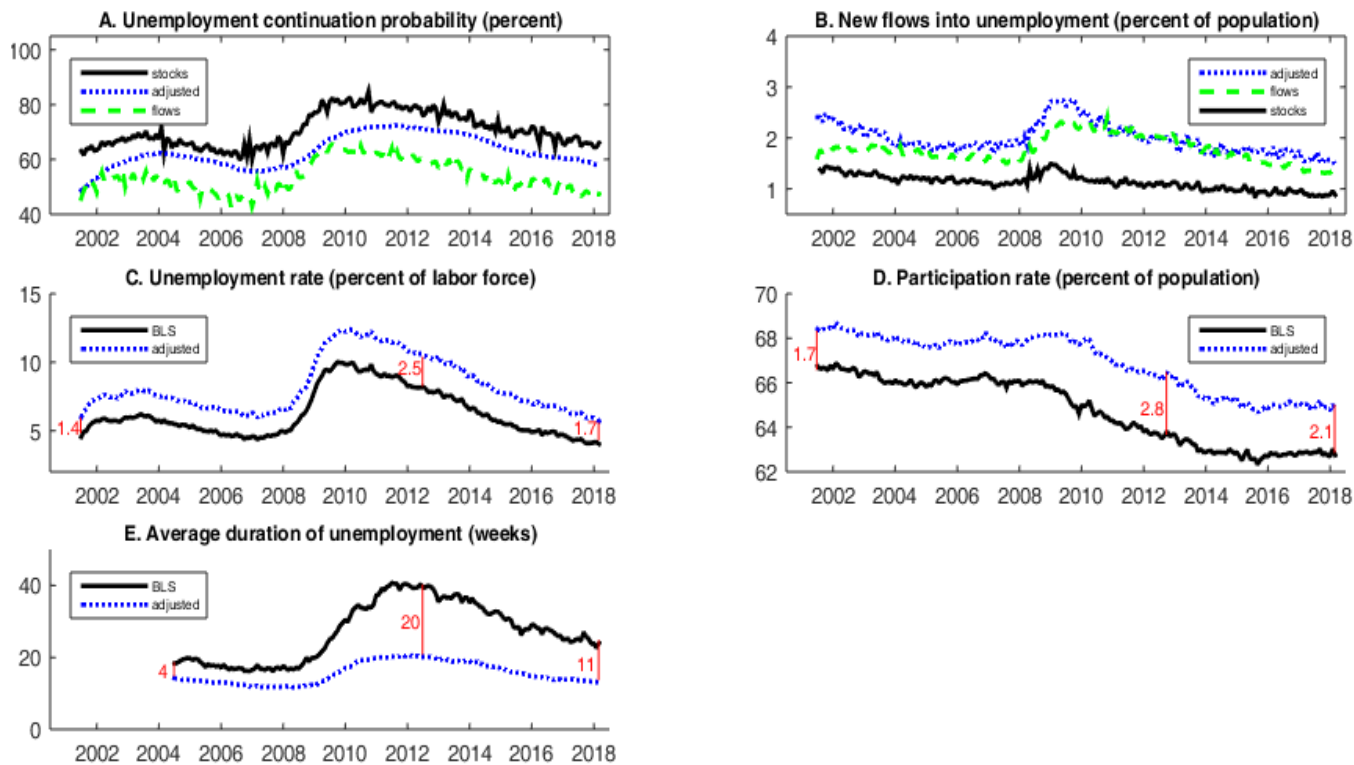 A. Unemployment continuation probability (percent)
100
80
60
40
stocks
adjusted
flows
2002 2004 2006 2008 2010 2012 2014 2016 2018
B. New flows into unemployment (percent of population)
4
3
2
1
adjusted
flows
stocks
2002 2004 2006 2008 2010 2012 2014 2016 2018
C. Unemployment rate (percent of labor force)
15
10
5
BLS
adjusted
1.4
2.5
1.7
2002 2004 2006 2008 2010 2012 2014 2016 2018
D. Participation rate (percent of population)
70
68
66
64
62
BLS
adjusted
1.7
2.8
2.1
2002 2004 2006 2008 2010 2012 2014 2016 2018
E. Average duration of unemployment (weeks)
40
20
0
BLS
adjusted
4
20
11
2002 2004 2006 2008 2010 2012 2014 2016 2018